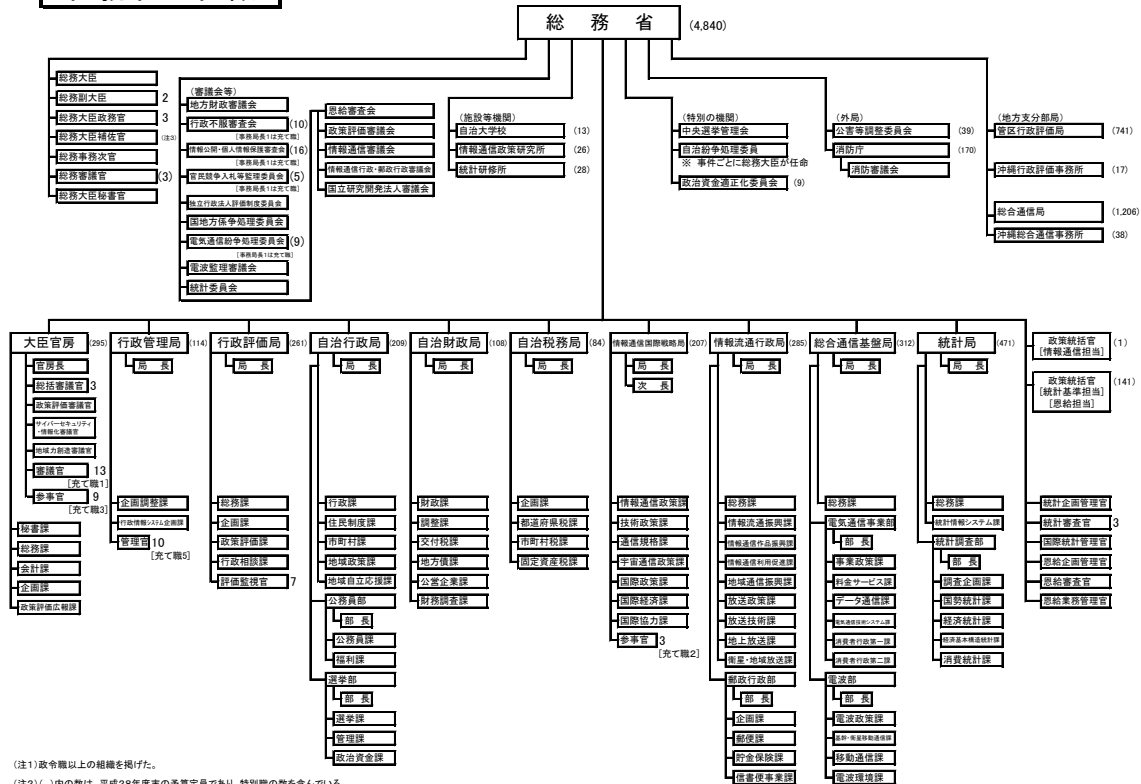 総務省 (4,840)
総務大臣
総務副大臣 2
総務大臣政務官 3
総務大臣補佐官 (注3)
総務事務次官
総務審議官 (3)
総務大臣秘書官
(審議会等)
地方財政審議会
行政不服審査会 (10)
[事務局長1は充て職]
情報公開・個人情報保護審査会 (16)
[事務局長1は充て職]
官民競争入札等監理委員会 (5)
[事務局長1は充て職]
独立行政法人評価制度委員会
国地方係争処理委員会
電気通信紛争処理委員会 (9)
[事務局長1は充て職]
電波監理審議会
統計委員会
恩給審査会
政策評価審議会
情報通信審議会
情報通信行政・郵政行政審議会
国立研究開発法人審議会
(施設等機関)
自治大学校 (13)
情報通信政策研究所 (26)
統計研修所 (28)
(特別の機関)
中央選挙管理会
自治紛争処理委員
※ 事件ごとに総務大臣が任命
政治資金適正化委員会 (9)
(外局)
公害等調整委員会 (39)
消防庁 (170)
消防審議会
(地方支分部局)
管区行政評価局 (741)
沖縄行政評価事務所 (17)
総合通信局 (1,206)
沖縄総合通信事務所 (38)
大臣官房 (295)
官房長
総括審議官 3
政策評価審議官
サイバーセキュリティ
・情報化審議官
地域力創造審議官
審議官 13
[充て職1]
参事官 9
[充て職3]
秘書課
総務課
会計課
企画課
政策評価広報課
行政管理局 (114)
局 長
企画調整課
行政情報システム企画課
管理官 10
[充て職5]
行政評価局 (261)
局 長
総務課
企画課
政策評価課
行政相談課
評価監視官 7
自治行政局 (209)
局 長
行政課
住民制度課
市町村課
地域政策課
地域自立応援課
公務員部
部 長
公務員課
福利課
選挙部
部 長
選挙課
管理課
政治資金課
自治財政局 (108)
局 長
財政課
調整課
交付税課
地方債課
公営企業課
財務調査課
自治税務局 (84)
局 長
企画課
都道府県税課
市町村税課
固定資産税課
情報通信国際戦略局 (207)
局 長
次 長
情報通信政策課
技術政策課
通信規格課
宇宙通信政策課
国際政策課
国際経済課
国際協力課
参事官 3
[充て職2]
情報流通行政局 (285)
局 長
総務課
情報流通振興課
情報通信作品振興課
情報通信利用促進課
地域通信振興課
放送政策課
放送技術課
地上放送課
衛星・地域放送課
郵政行政部
部 長
企画課
郵便課
貯金保険課
信書便事業課
総合通信基盤局 (312)
局 長
総務課
電気通信事業部
部 長
事業政策課
料金サービス課
データ通信課
電気通信技術システム課
消費者行政第一課
消費者行政第二課
電波部
部 長
電波政策課
基幹・衛星移動通信課
移動通信課
電波環境課
統計局 (471)
局 長
総務課
統計情報システム課
統計調査部
部 長
調査企画課
国勢統計課
経済統計課
経済基本構造統計課
消費統計課
政策統括官 (1)
[情報通信担当]
政策統括官 (141)
[統計基準担当]
[恩給担当]
統計企画管理官
統計審査官 3
国際統計管理官
恩給企画管理官
恩給審査官
恩給業務管理官
(注1)政令職以上の組織を掲げた。